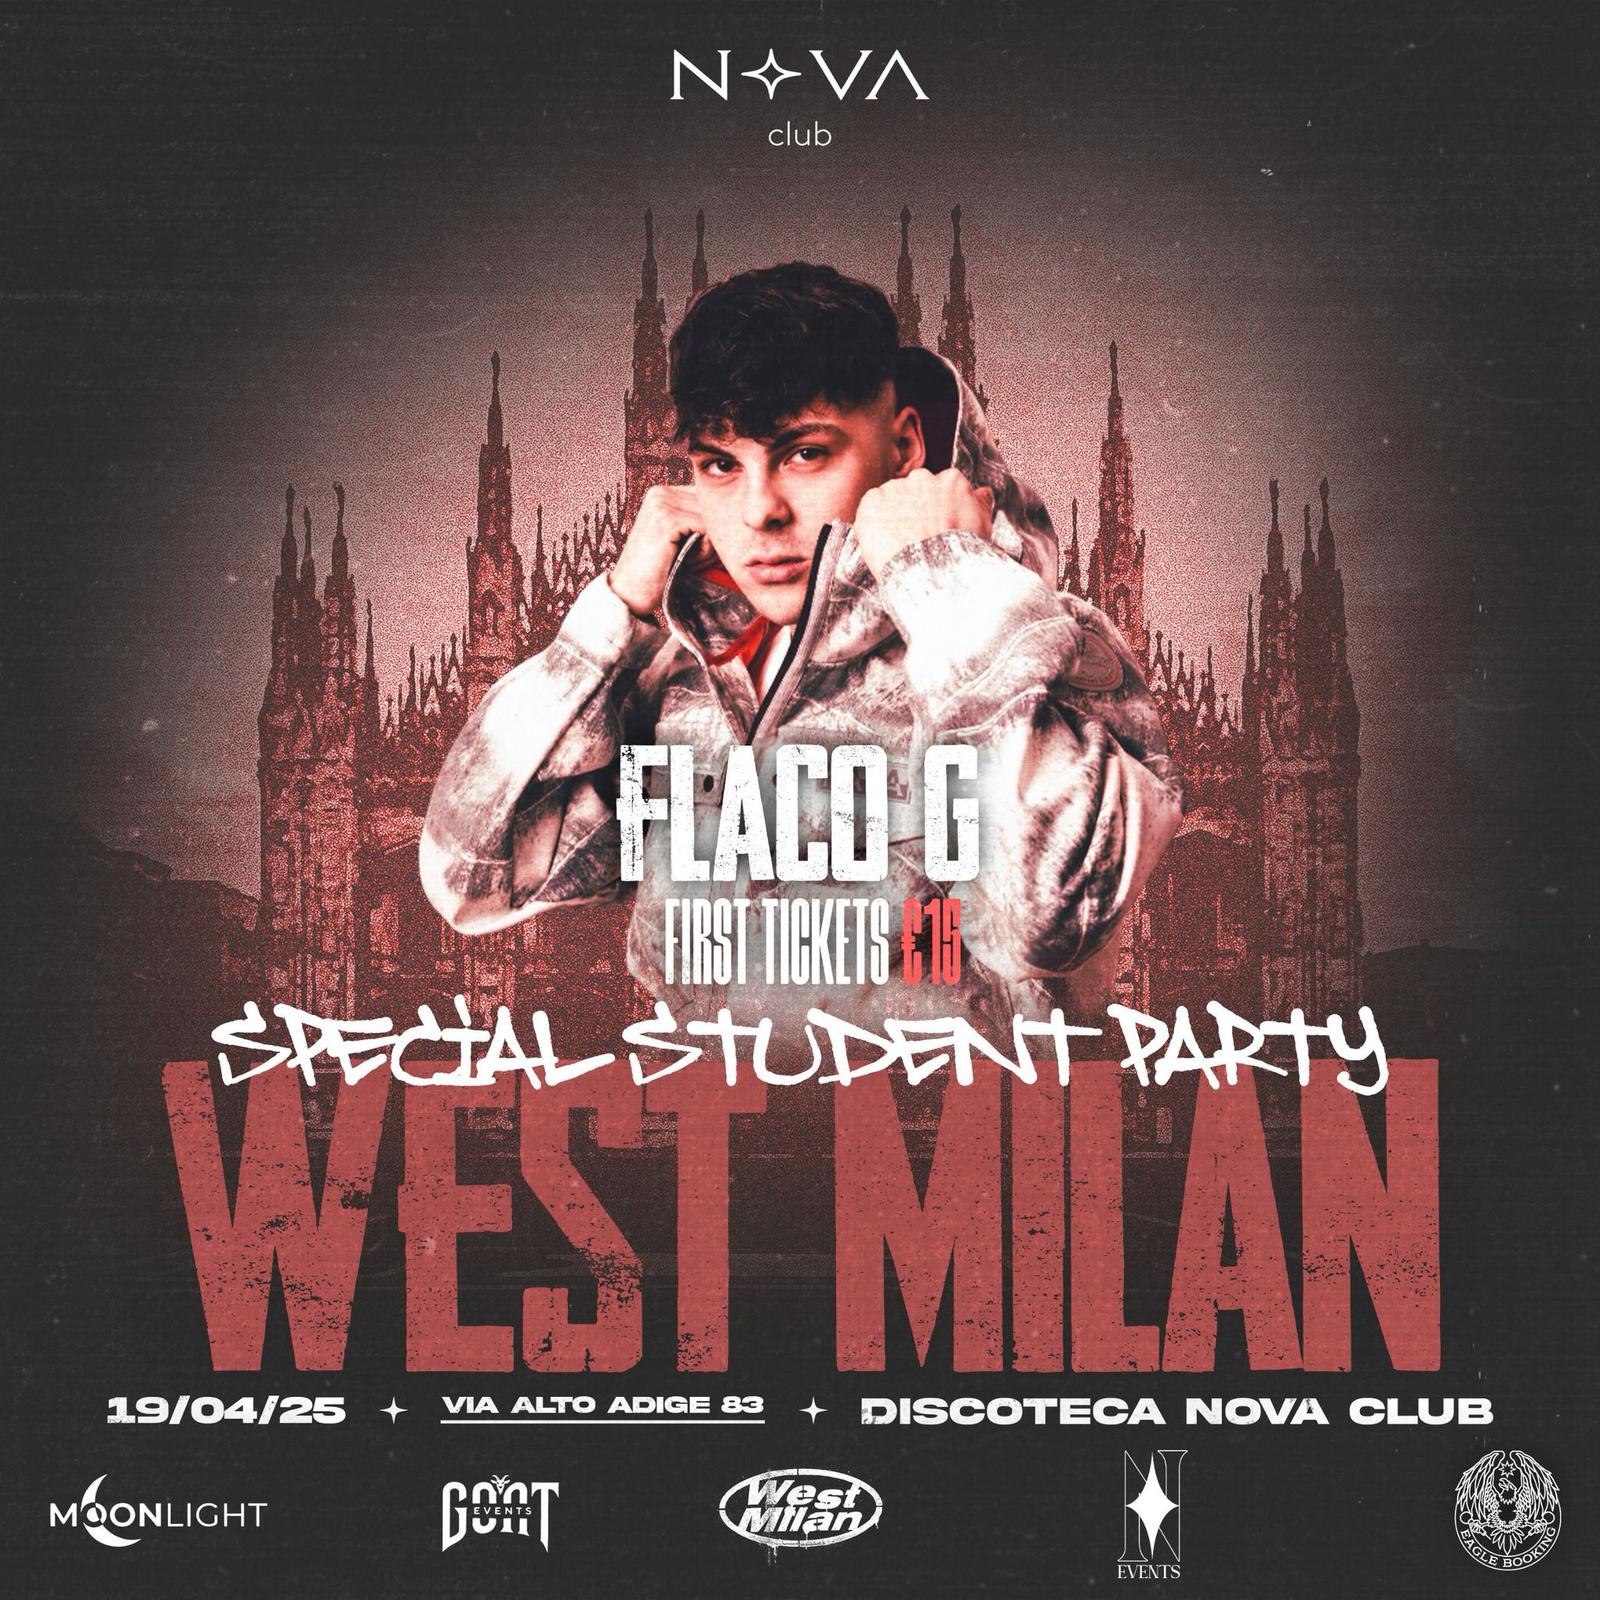 NOVA
club
FLACO G
FIRST TICKETS €15
SPECIAL STUDENT PARTY
WEST MILAN
19/04/25 VIA ALTO ADIGE 83 DISCOTECA NOVA CLUB
MOONLIGHT
GOAT
EVENTS
West
Milan
N
EVENTS
EAGLE BOOKING